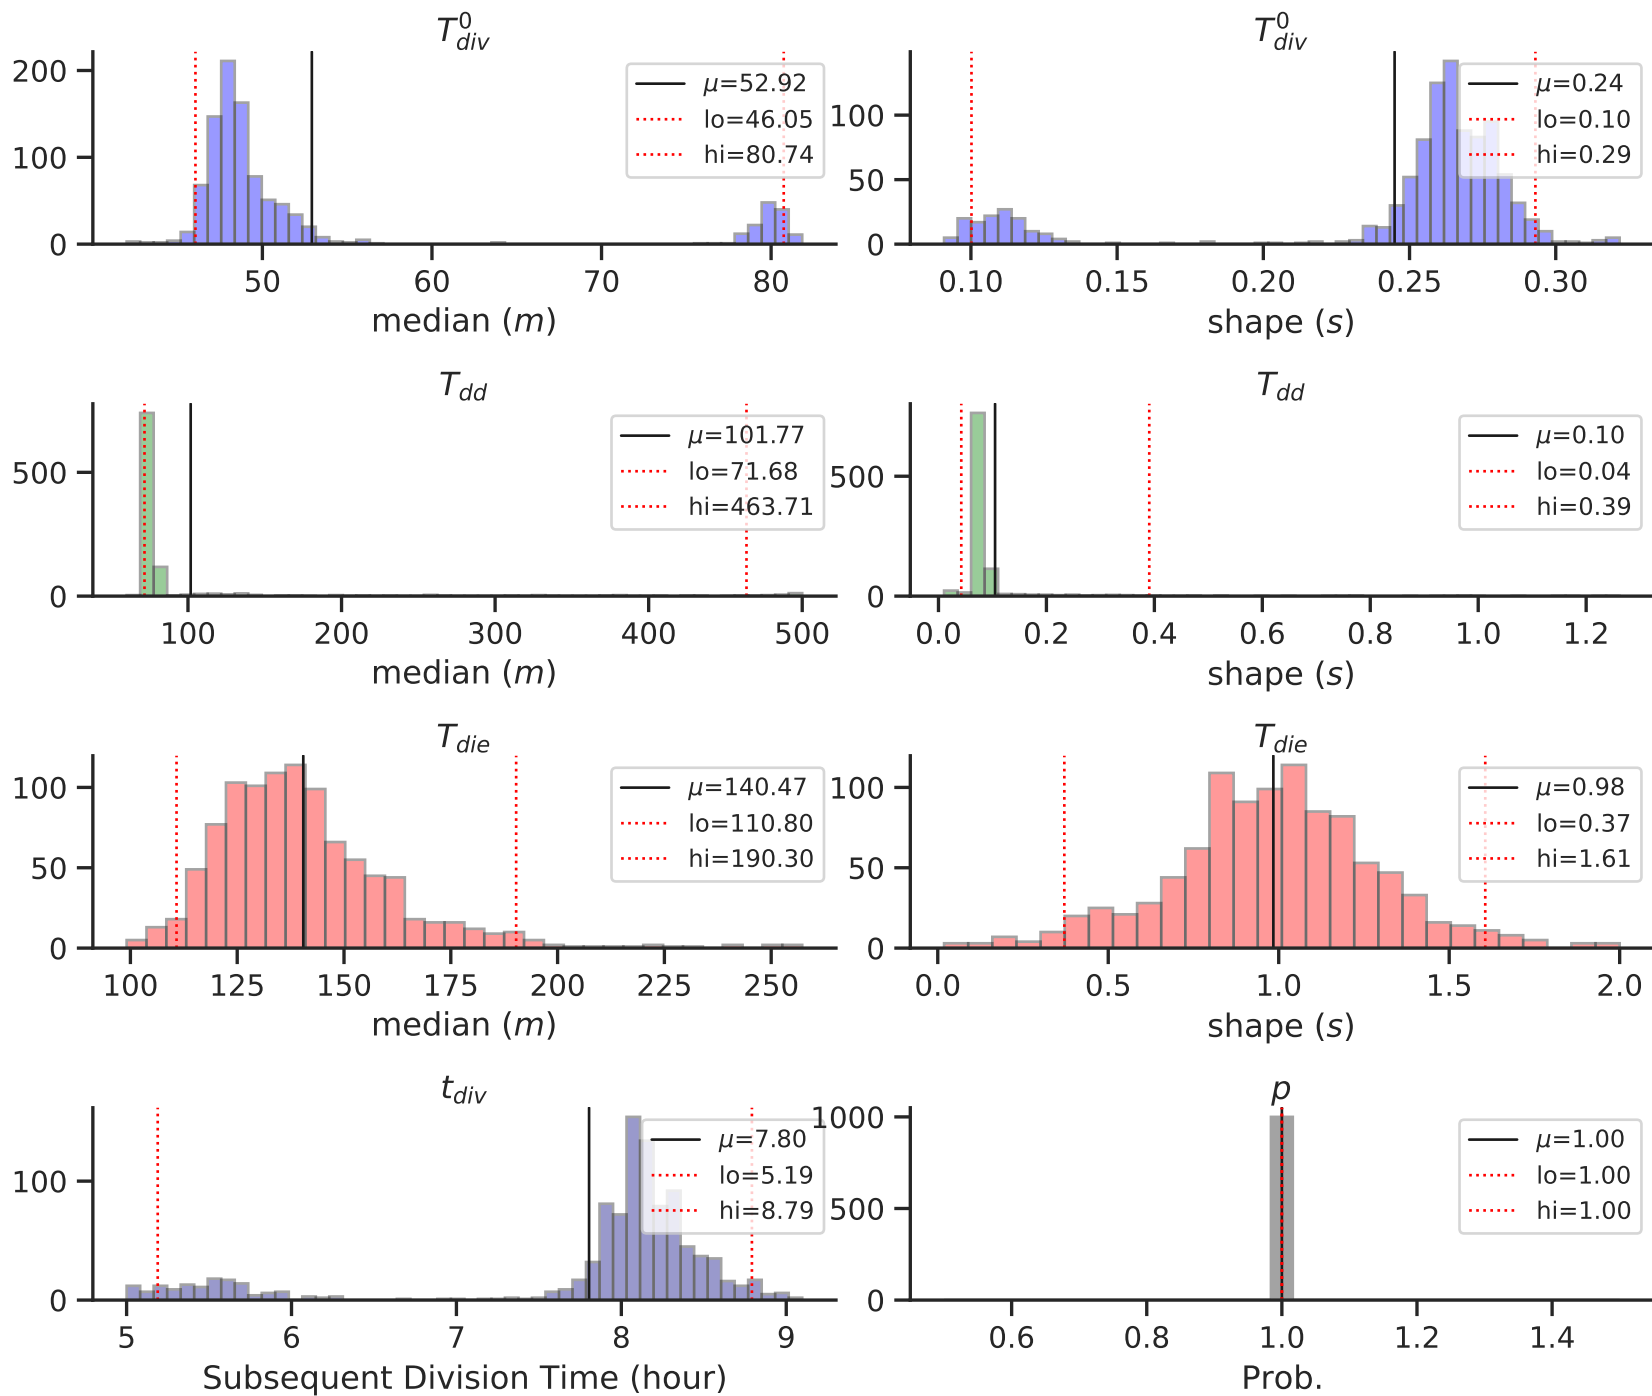 T⁰div
200
100
0
μ=52.92
lo=46.05
hi=80.74
50 60 70 80
median (m)
T⁰div
100
50
0
μ=0.24
lo=0.10
hi=0.29
0.10 0.15 0.20 0.25 0.30
shape (s)
Tdd
500
0
μ=101.77
lo=71.68
hi=463.71
100 200 300 400 500
median (m)
Tdd
500
0
μ=0.10
lo=0.04
hi=0.39
0.0 0.2 0.4 0.6 0.8 1.0 1.2
shape (s)
Tdie
100
50
0
μ=140.47
lo=110.80
hi=190.30
100 125 150 175 200 225 250
median (m)
Tdie
100
50
0
μ=0.98
lo=0.37
hi=1.61
0.0 0.5 1.0 1.5 2.0
shape (s)
tdiv
100
0
μ=7.80
lo=5.19
hi=8.79
5 6 7 8 9
Subsequent Division Time (hour)
p
1000
500
0
μ=1.00
lo=1.00
hi=1.00
0.6 0.8 1.0 1.2 1.4
Prob.